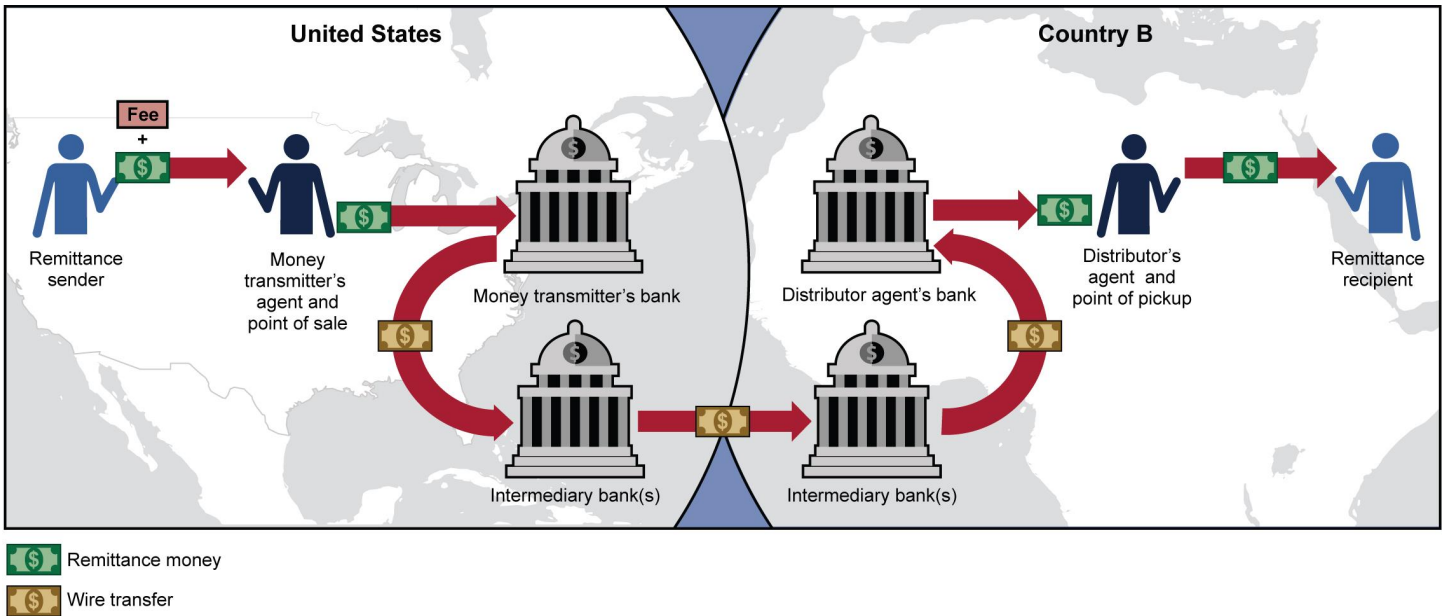 United States
Country B
Fee
+
$
$
$
$
$
$
$
$
$
$
$
Remittance
sender
Money
transmitter's
agent and
point of sale
Money transmitter's bank
Distributor agent's bank
Distributor's
agent and
point of pickup
Remittance
recipient
Intermediary bank(s)
Intermediary bank(s)
$ Remittance money
$ Wire transfer